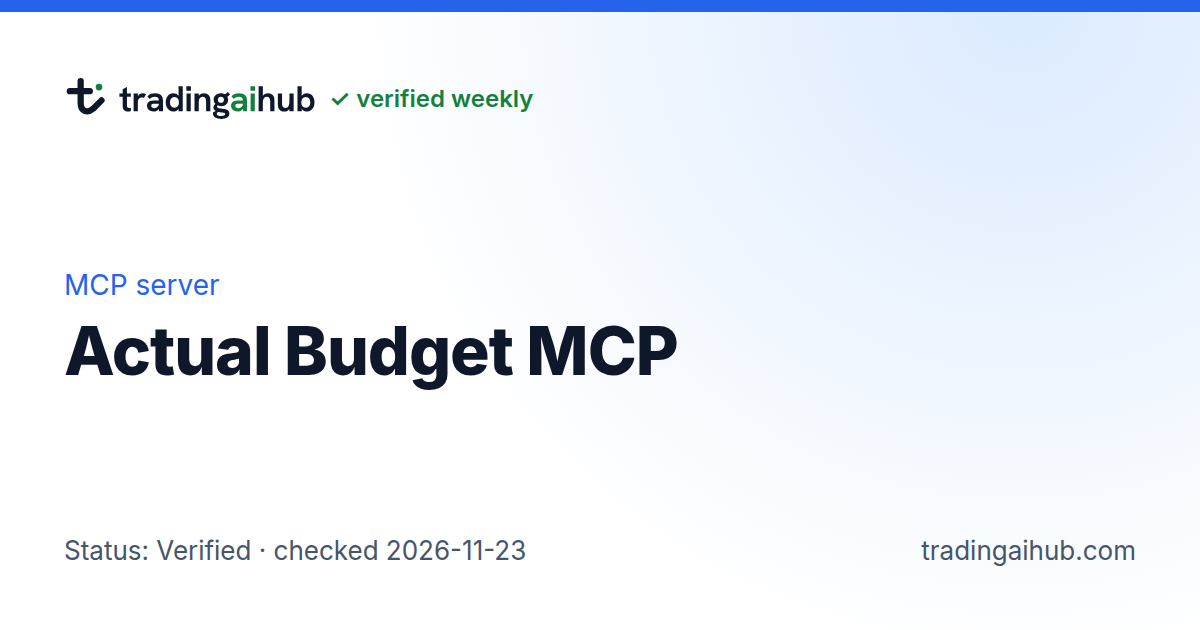 tradingaihub ✓ verified weekly
MCP server
Actual Budget MCP
Status: Verified · checked 2026-11-23
tradingaihub.com